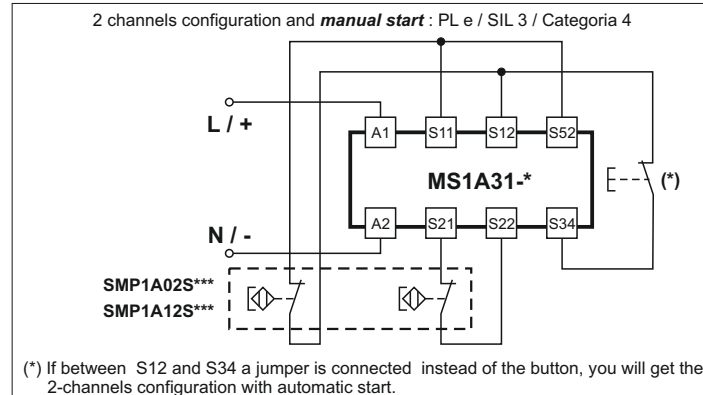 2 channels configuration and manual start : PL e / SIL 3 / Categoria 4
L / +
A1 S11 S12 S52
MS1A31-*
(*)
A2 S21 S22 S34
N / -
SMP1A02S***
SMP1A12S***
(*) If between S12 and S34 a jumper is connected instead of the button, you will get the
2-channels configuration with automatic start.